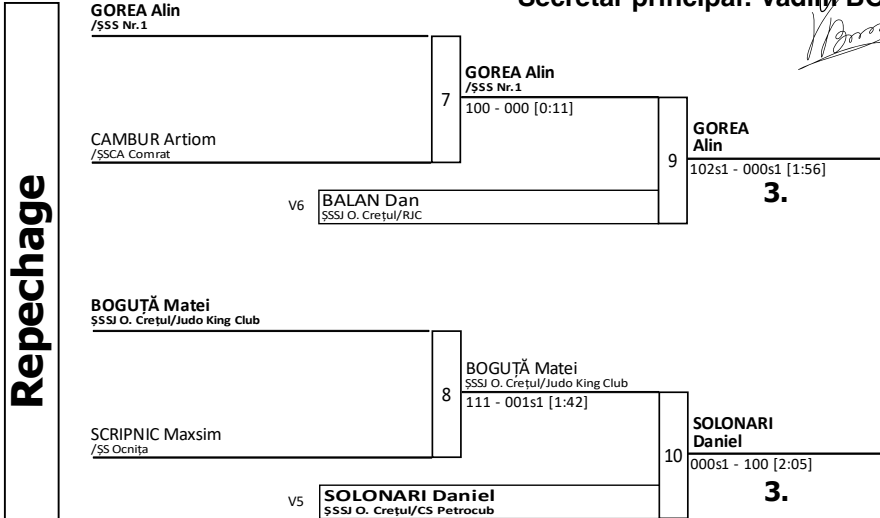 Secretar principal: Vadim
GOREA Alin
/ȘSS Nr.1
GOREA Alin
/ȘSS Nr.1
7
100 - 000 [0:11]
CAMBUR Artiom
/ȘSCA Comrat
GOREA
Alin
9
102s1 - 000s1 [1:56]
3.
V6
BALAN Dan
ȘSSJ O. Crețul/RJC
Repechage
BOGUȚĂ Matei
ȘSSJ O. Crețul/Judo King Club
BOGUȚĂ Matei
ȘSSJ O. Crețul/Judo King Club
8
111 - 001s1 [1:42]
SCRIPNIC Maxsim
/ȘS Ocnița
SOLONARI
Daniel
10
000s1 - 100 [2:05]
3.
V5
SOLONARI Daniel
ȘSSJ O. Crețul/CS Petrocub